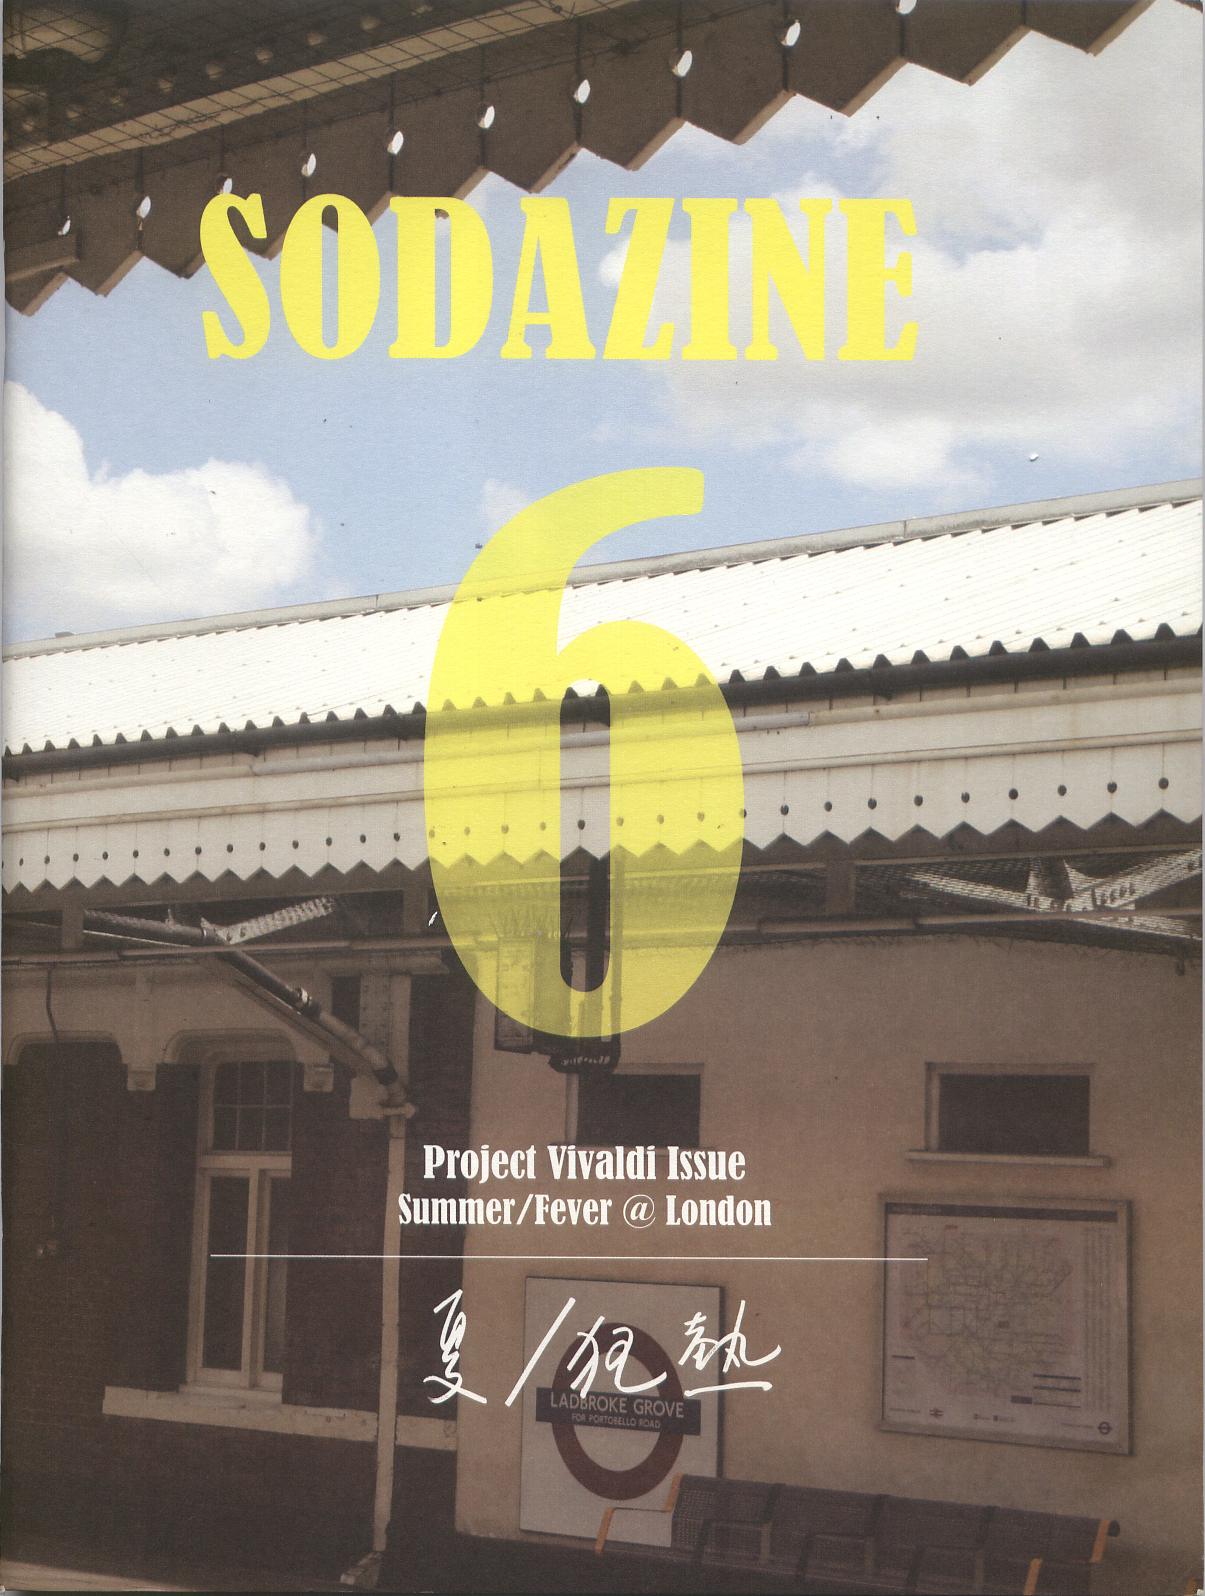 SODAZINE
6
Project Vivaldi Issue
Summer/Fever @ London
夏/狂熱
LADBROKE GROVE
FOR PORTOBELLO ROAD